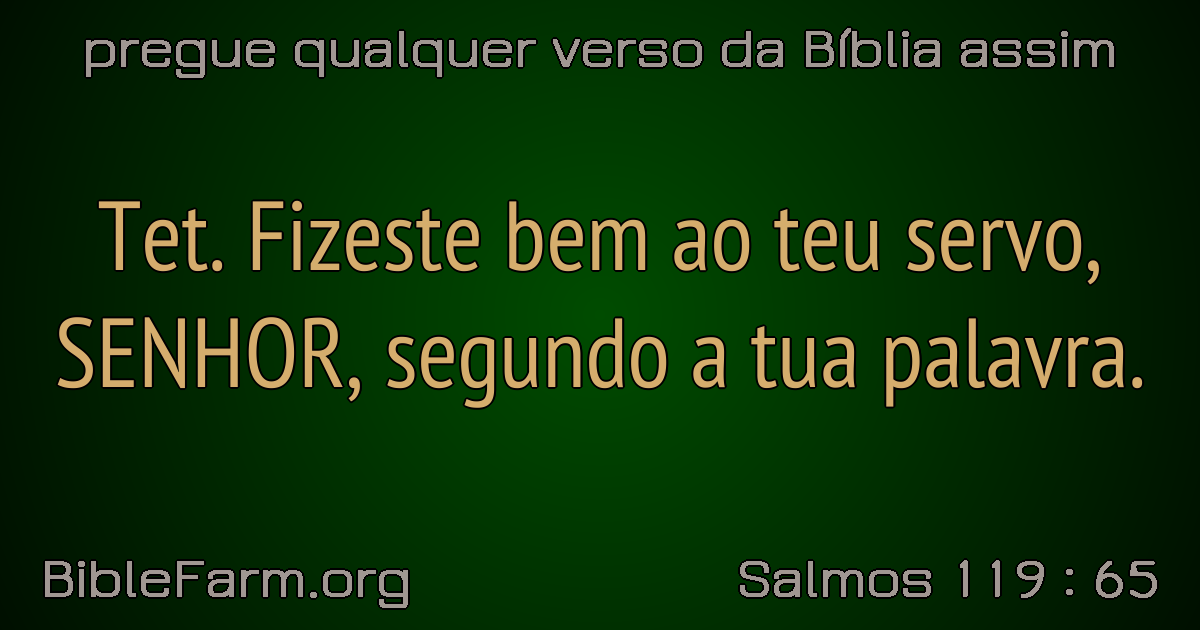 pregue qualquer verso da Bíblia assim
Tet. Fizeste bem ao teu servo,
SENHOR, segundo a tua palavra.
BibleFarm.org
Salmos 119 : 65